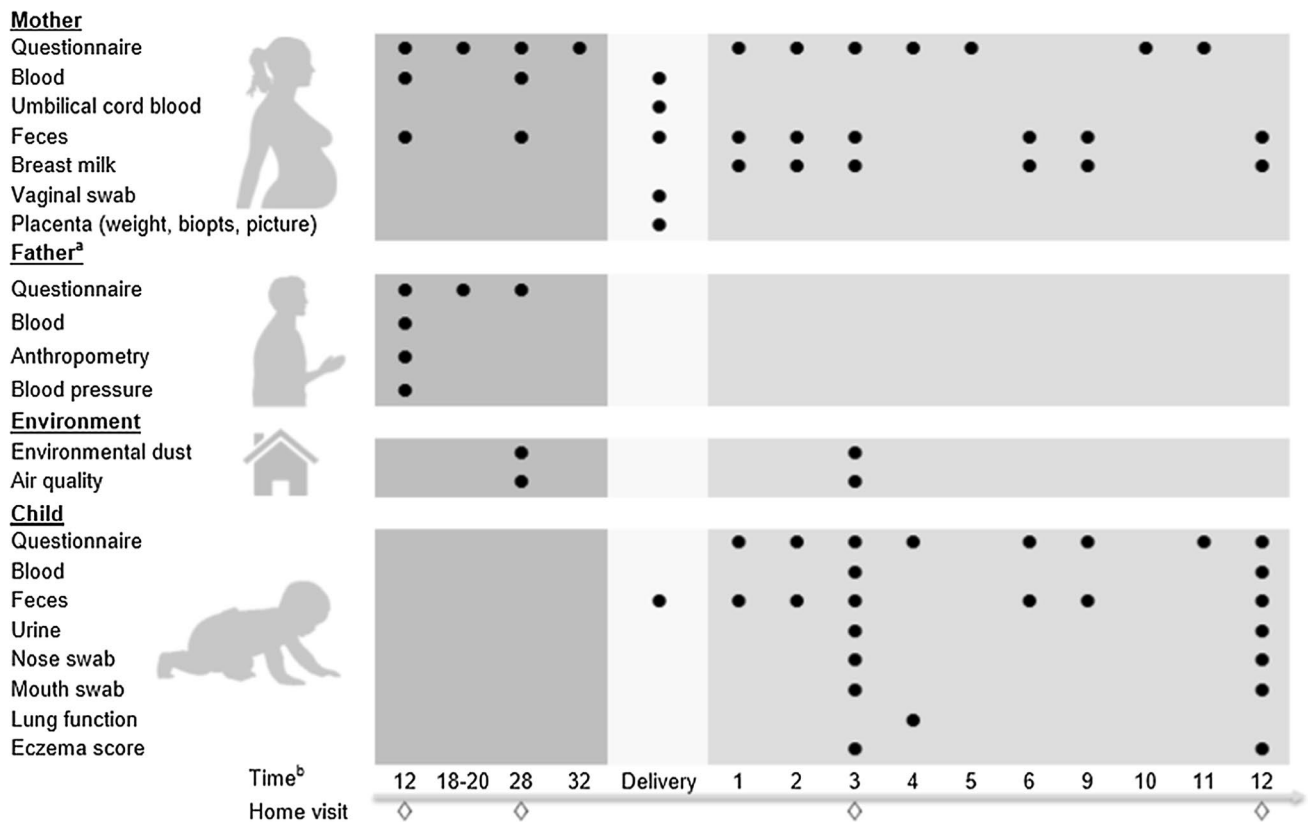 Mother
Questionnaire
Blood
Umbilical cord blood
Feces
Breast milk
Vaginal swab
Placenta (weight, biopts, picture)
Fatherᵃ
Questionnaire
Blood
Anthropometry
Blood pressure
Environment
Environmental dust
Air quality
Child
Questionnaire
Blood
Feces
Urine
Nose swab
Mouth swab
Lung function
Eczema score
Timeᵇ 12 18-20 28 32 Delivery 1 2 3 4 5 6 9 10 11 12
Home visit